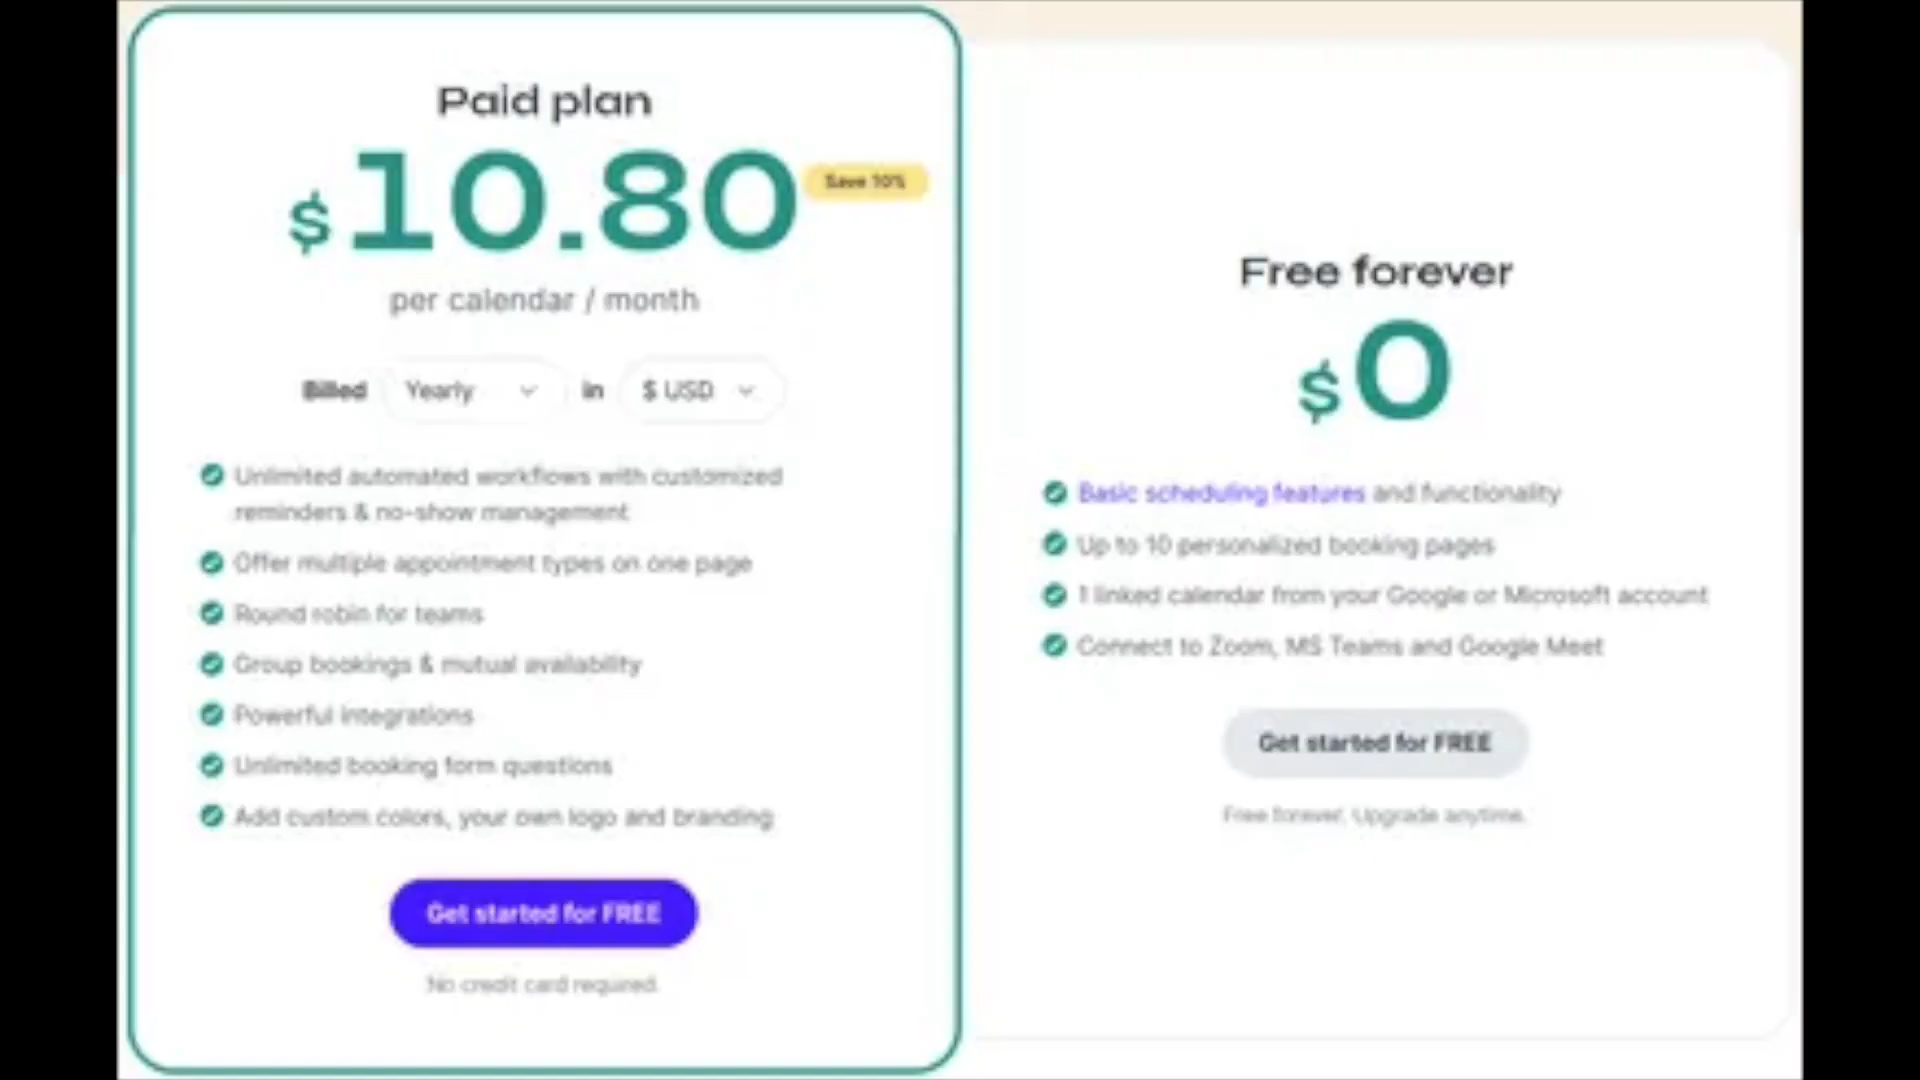 Paid plan
$10.80
Save 10%
per calendar / month
Billed Yearly in $ USD
Unlimited automated workflows with customized
reminders & no-show management
Offer multiple appointment types on one page
Round robin for teams
Group bookings & mutual availability
Powerful integrations
Unlimited booking form questions
Add custom colors, your own logo and branding
Get started for FREE
No credit card required.
Free forever
$0
Basic scheduling features and functionality
Up to 10 personalized booking pages
1 linked calendar from your Google or Microsoft account
Connect to Zoom, MS Teams and Google Meet
Get started for FREE
Free forever. Upgrade anytime.